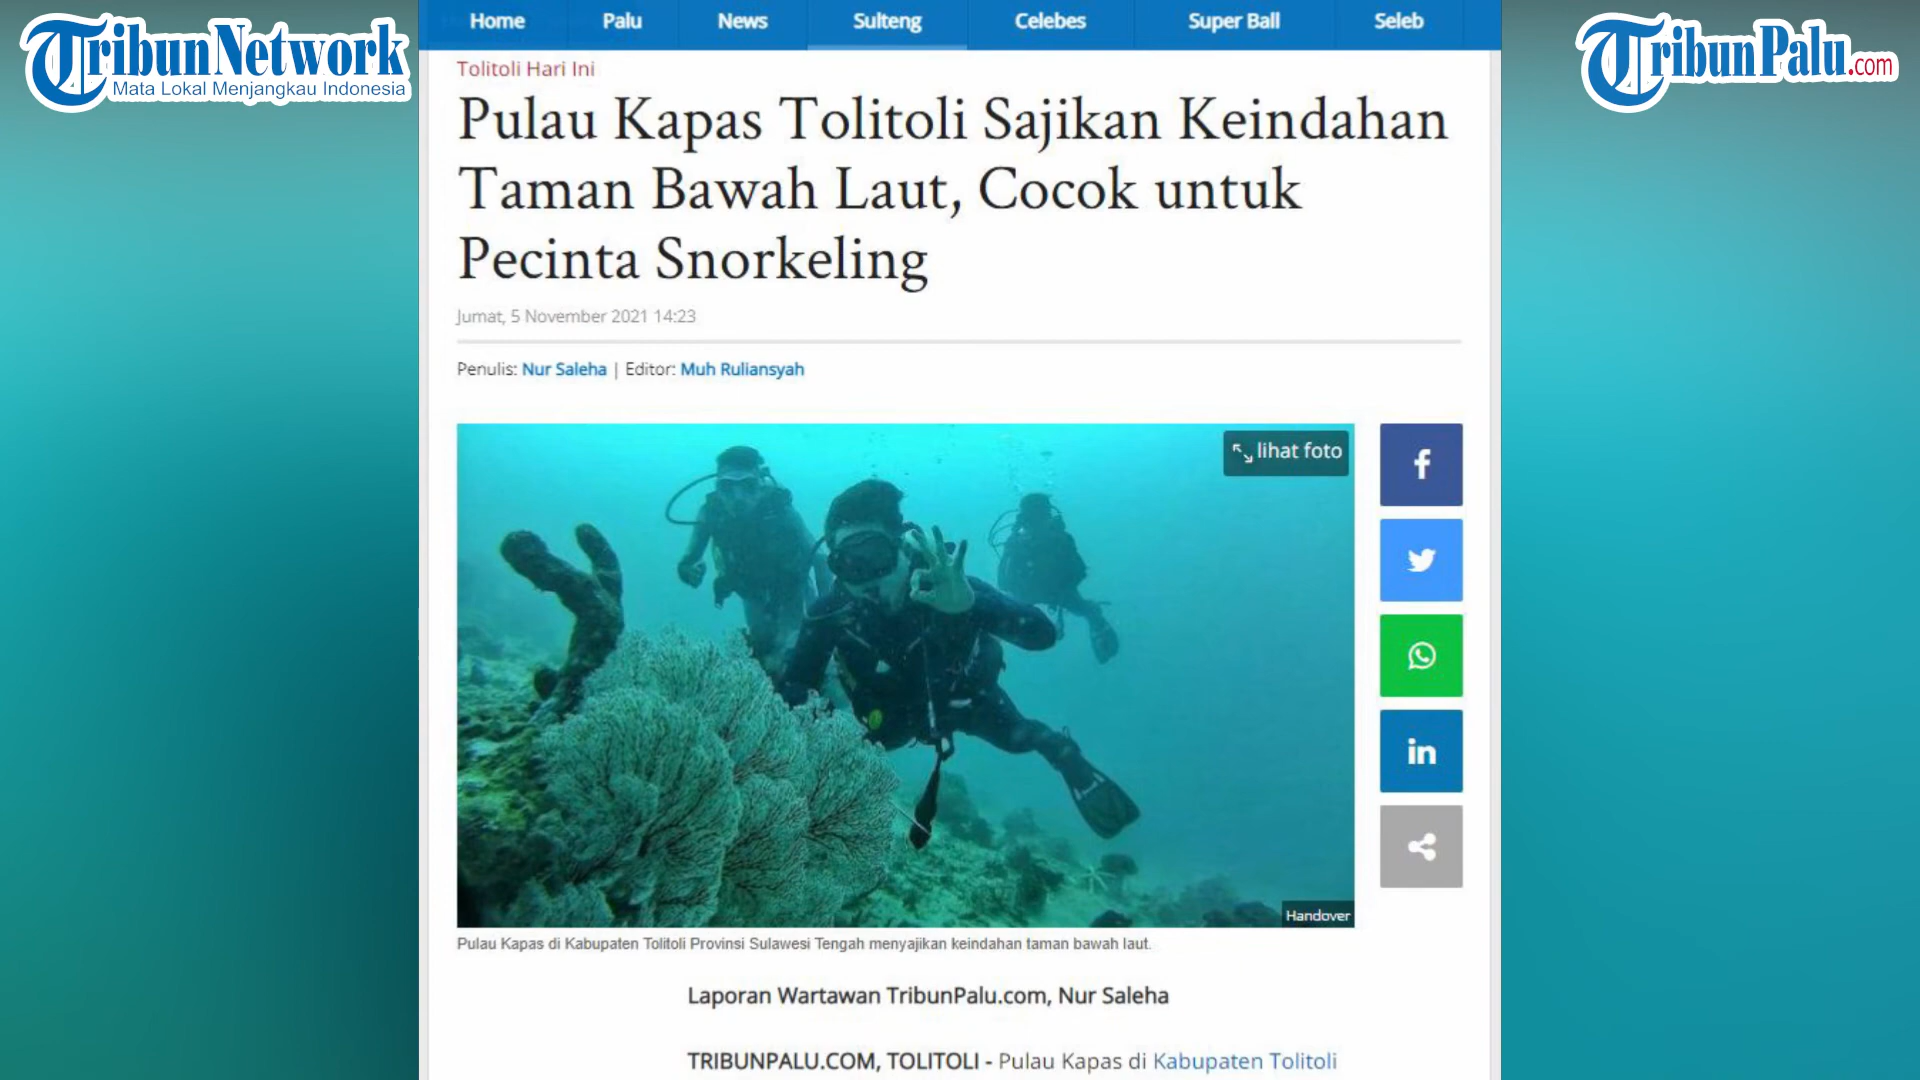 TribunNetwork
Mata Lokal Menjangkau Indonesia
Home Palu News Sulteng Celebes Super Ball Seleb
TribunPalu.com
Tolitoli Hari Ini
Pulau Kapas Tolitoli Sajikan Keindahan
Taman Bawah Laut, Cocok untuk
Pecinta Snorkeling
Jumat, 5 November 2021 14:23
Penulis: Nur Saleha | Editor: Muh Ruliansyah
lihat foto
Handover
Pulau Kapas di Kabupaten Tolitoli Provinsi Sulawesi Tengah menyajikan keindahan taman bawah laut.
Laporan Wartawan TribunPalu.com, Nur Saleha
TRIBUNPALU.COM, TOLITOLI - Pulau Kapas di Kabupaten Tolitoli